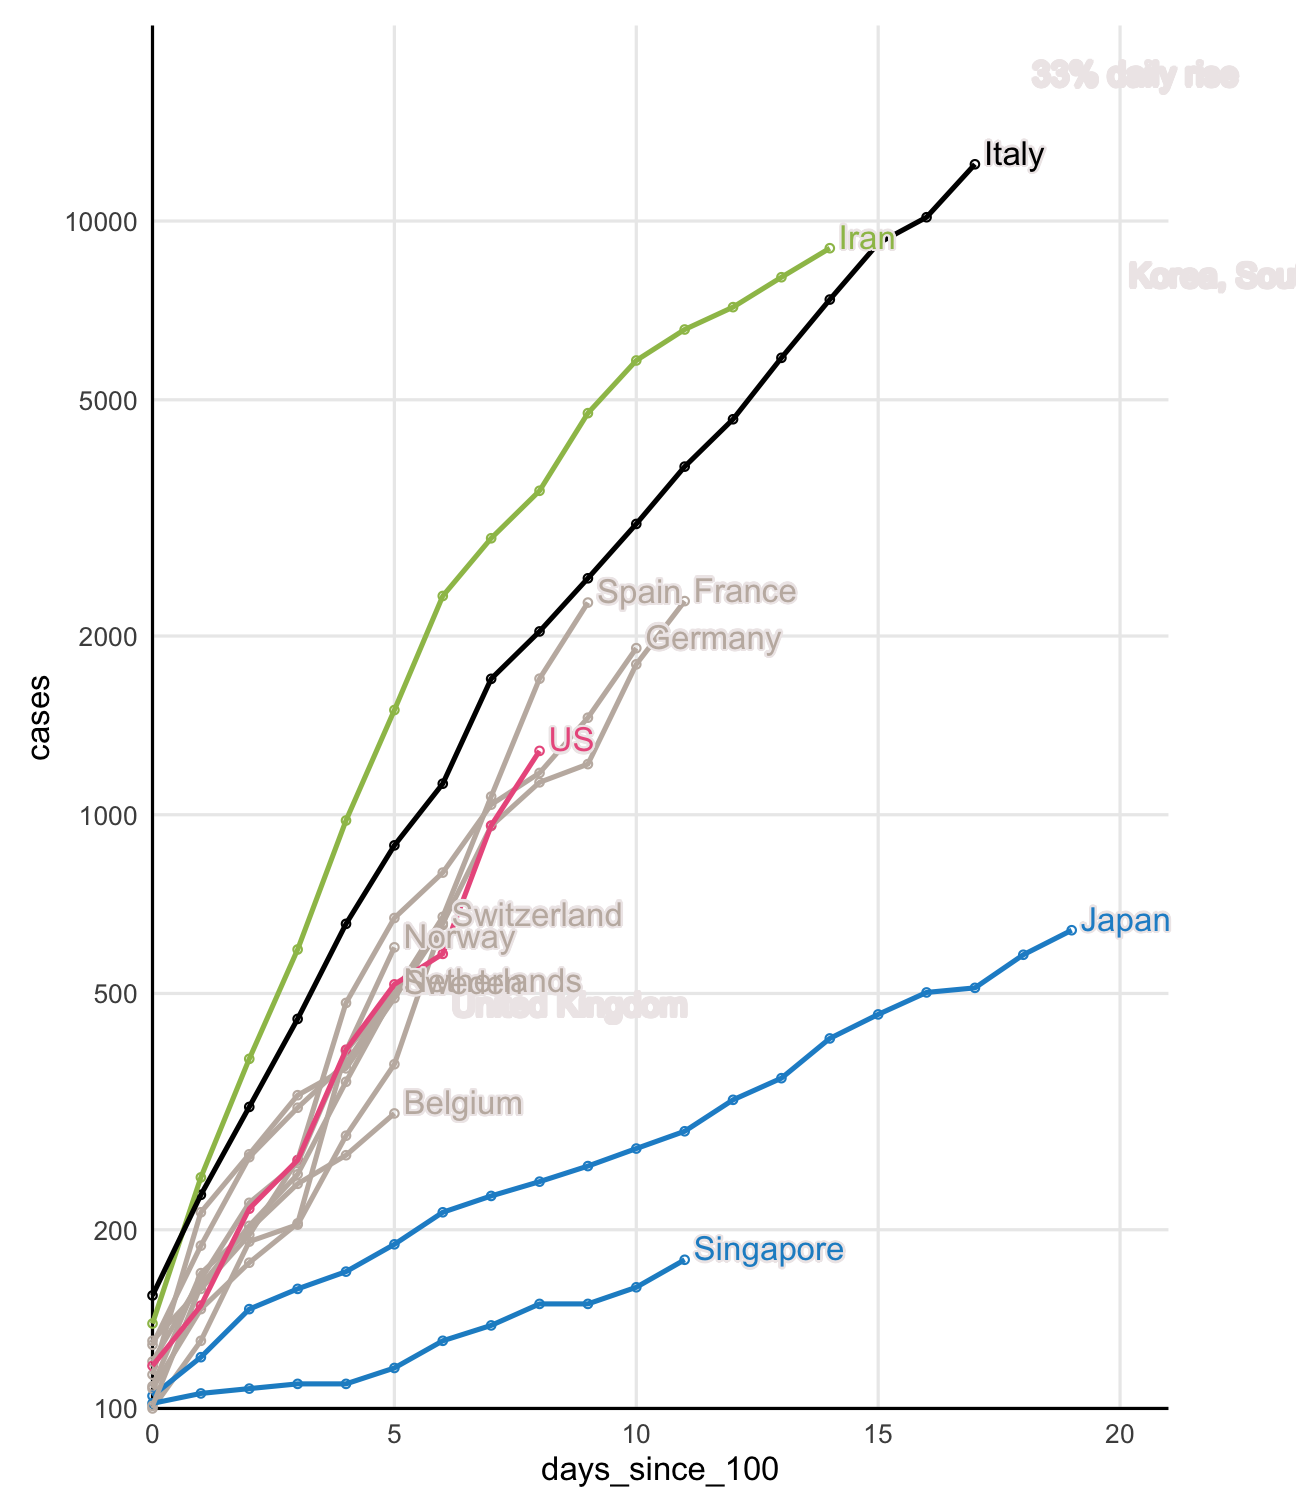 33% daily rise
Italy
10000
Iran
Korea, Sou
5000
Spain France
2000
Germany
cases
US
1000
Switzerland
Japan
Norway
Netherlands
Sweden
500
United Kingdom
Belgium
200
Singapore
100
0 5 10 15 20
days_since_100